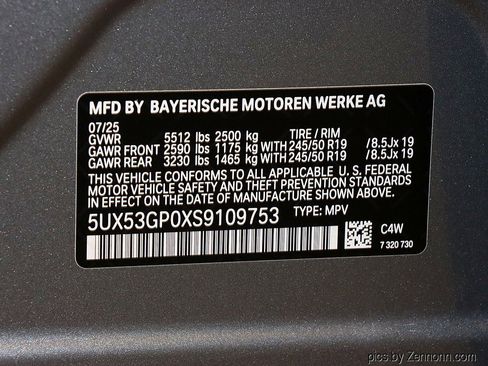 MFD BY BAYERISCHE MOTOREN WERKE AG
07/25
GVWR 5512 lbs 2500 kg TIRE / RIM
GAWR FRONT 2590 lbs 1175 kg WITH 245/50 R19 /8.5Jx 19
GAWR REAR 3230 lbs 1465 kg WITH 245/50 R19 /8.5Jx 19
THIS VEHICLE CONFORMS TO ALL APPLICABLE U. S. FEDERAL
MOTOR VEHICLE SAFETY AND THEFT PREVENTION STANDARDS
IN EFFECT ON THE DATE OF MANUFACTURE SHOWN ABOVE.
5UX53GP0XS9109753 TYPE: MPV
C4W
7 320 730
pics by Zennonn.com